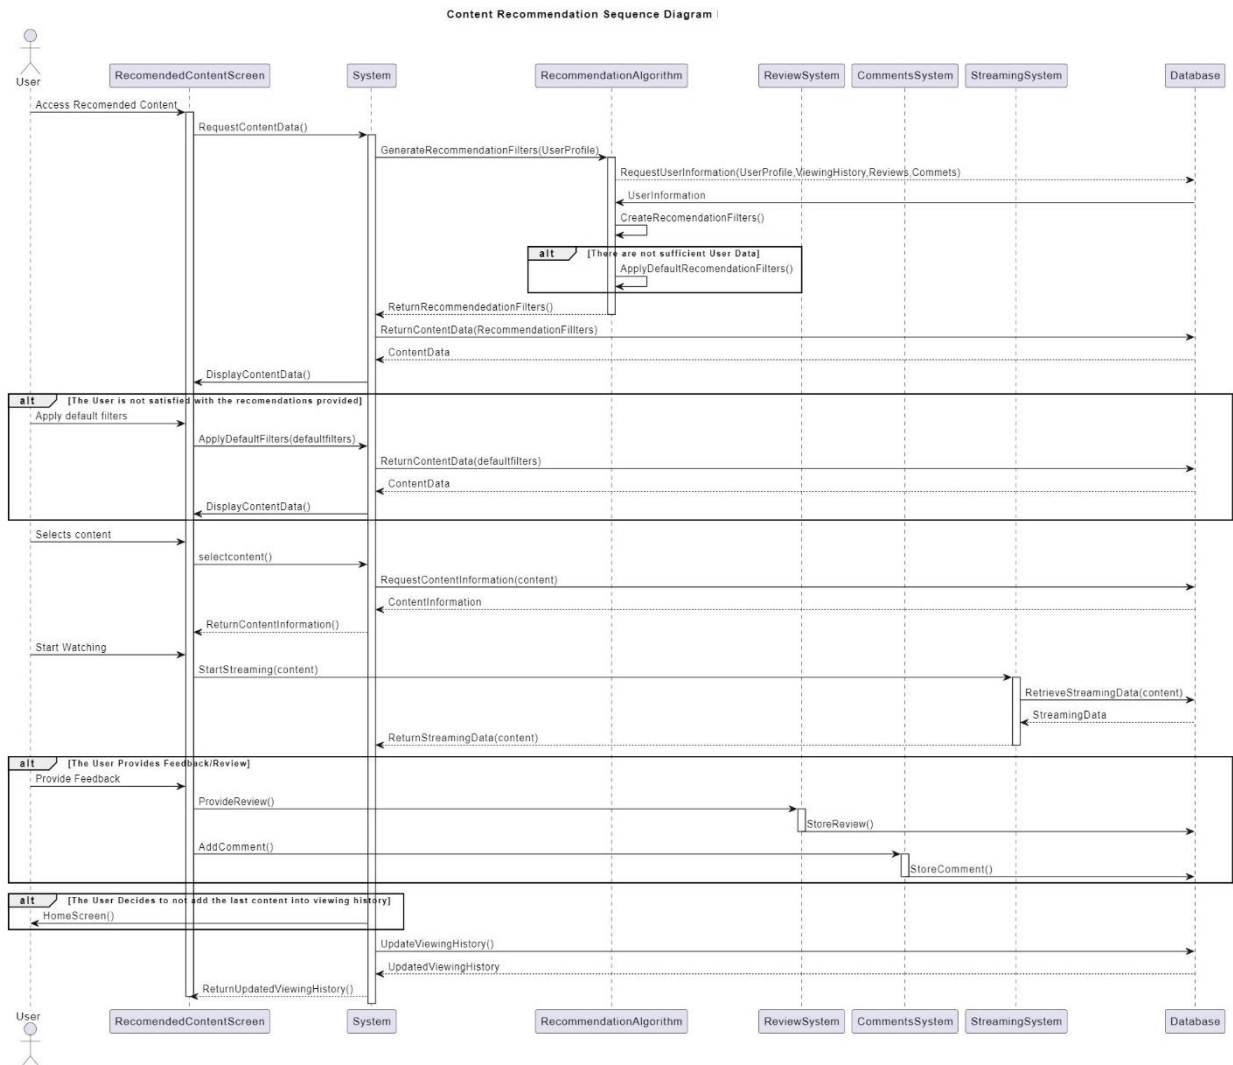 Content Recommendation Sequence Diagram
User
RecomendedContentScreen
System
RecommendationAlgorithm
ReviewSystem
CommentsSystem
StreamingSystem
Database
Access Recomended Content
RequestContentData()
GenerateRecommendationFilters(UserProfile)
RequestUserInformation(UserProfile,ViewingHistory,Reviews,Commets)
UserInformation
CreateRecomendationFilters()
alt [There are not sufficient User Data]
ApplyDefaultRecomendationFilters()
ReturnRecommendedationFilters()
ReturnContentData(RecommendationFillters)
ContentData
DisplayContentData()
alt [The User is not satisfied with the recomendations provided]
Apply default filters
ApplyDefaultFilters(defaultfilters)
ReturnContentData(defaultfilters)
ContentData
DisplayContentData()
Selects content
selectcontent()
RequestContentInformation(content)
ContentInformation
ReturnContentInformation()
Start Watching
StartStreaming(content)
RetrieveStreamingData(content)
StreamingData
ReturnStreamingData(content)
alt [The User Provides Feedback/Review]
Provide Feedback
ProvideReview()
StoreReview()
AddComment()
StoreComment()
alt [The User Decides to not add the last content into viewing history]
HomeScreen()
UpdateViewingHistory()
UpdatedViewingHistory
ReturnUpdatedViewingHistory()
User
RecomendedContentScreen
System
RecommendationAlgorithm
ReviewSystem
CommentsSystem
StreamingSystem
Database